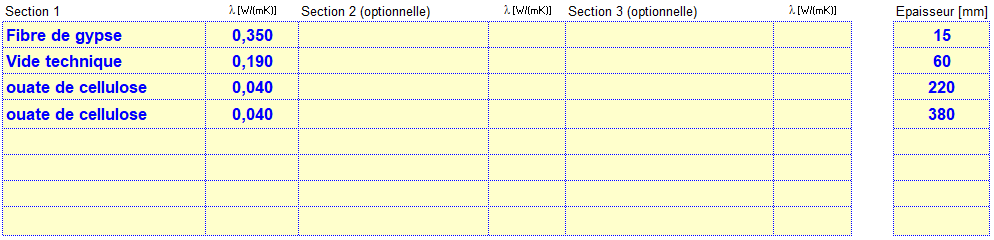 Section 1 λ [W/(mK)] Section 2 (optionnelle) λ [W/(mK)] Section 3 (optionnelle) λ [W/(mK)] Epaisseur [mm]
Fibre de gypse 0,350 15
Vide technique 0,190 60
ouate de cellulose 0,040 220
ouate de cellulose 0,040 380